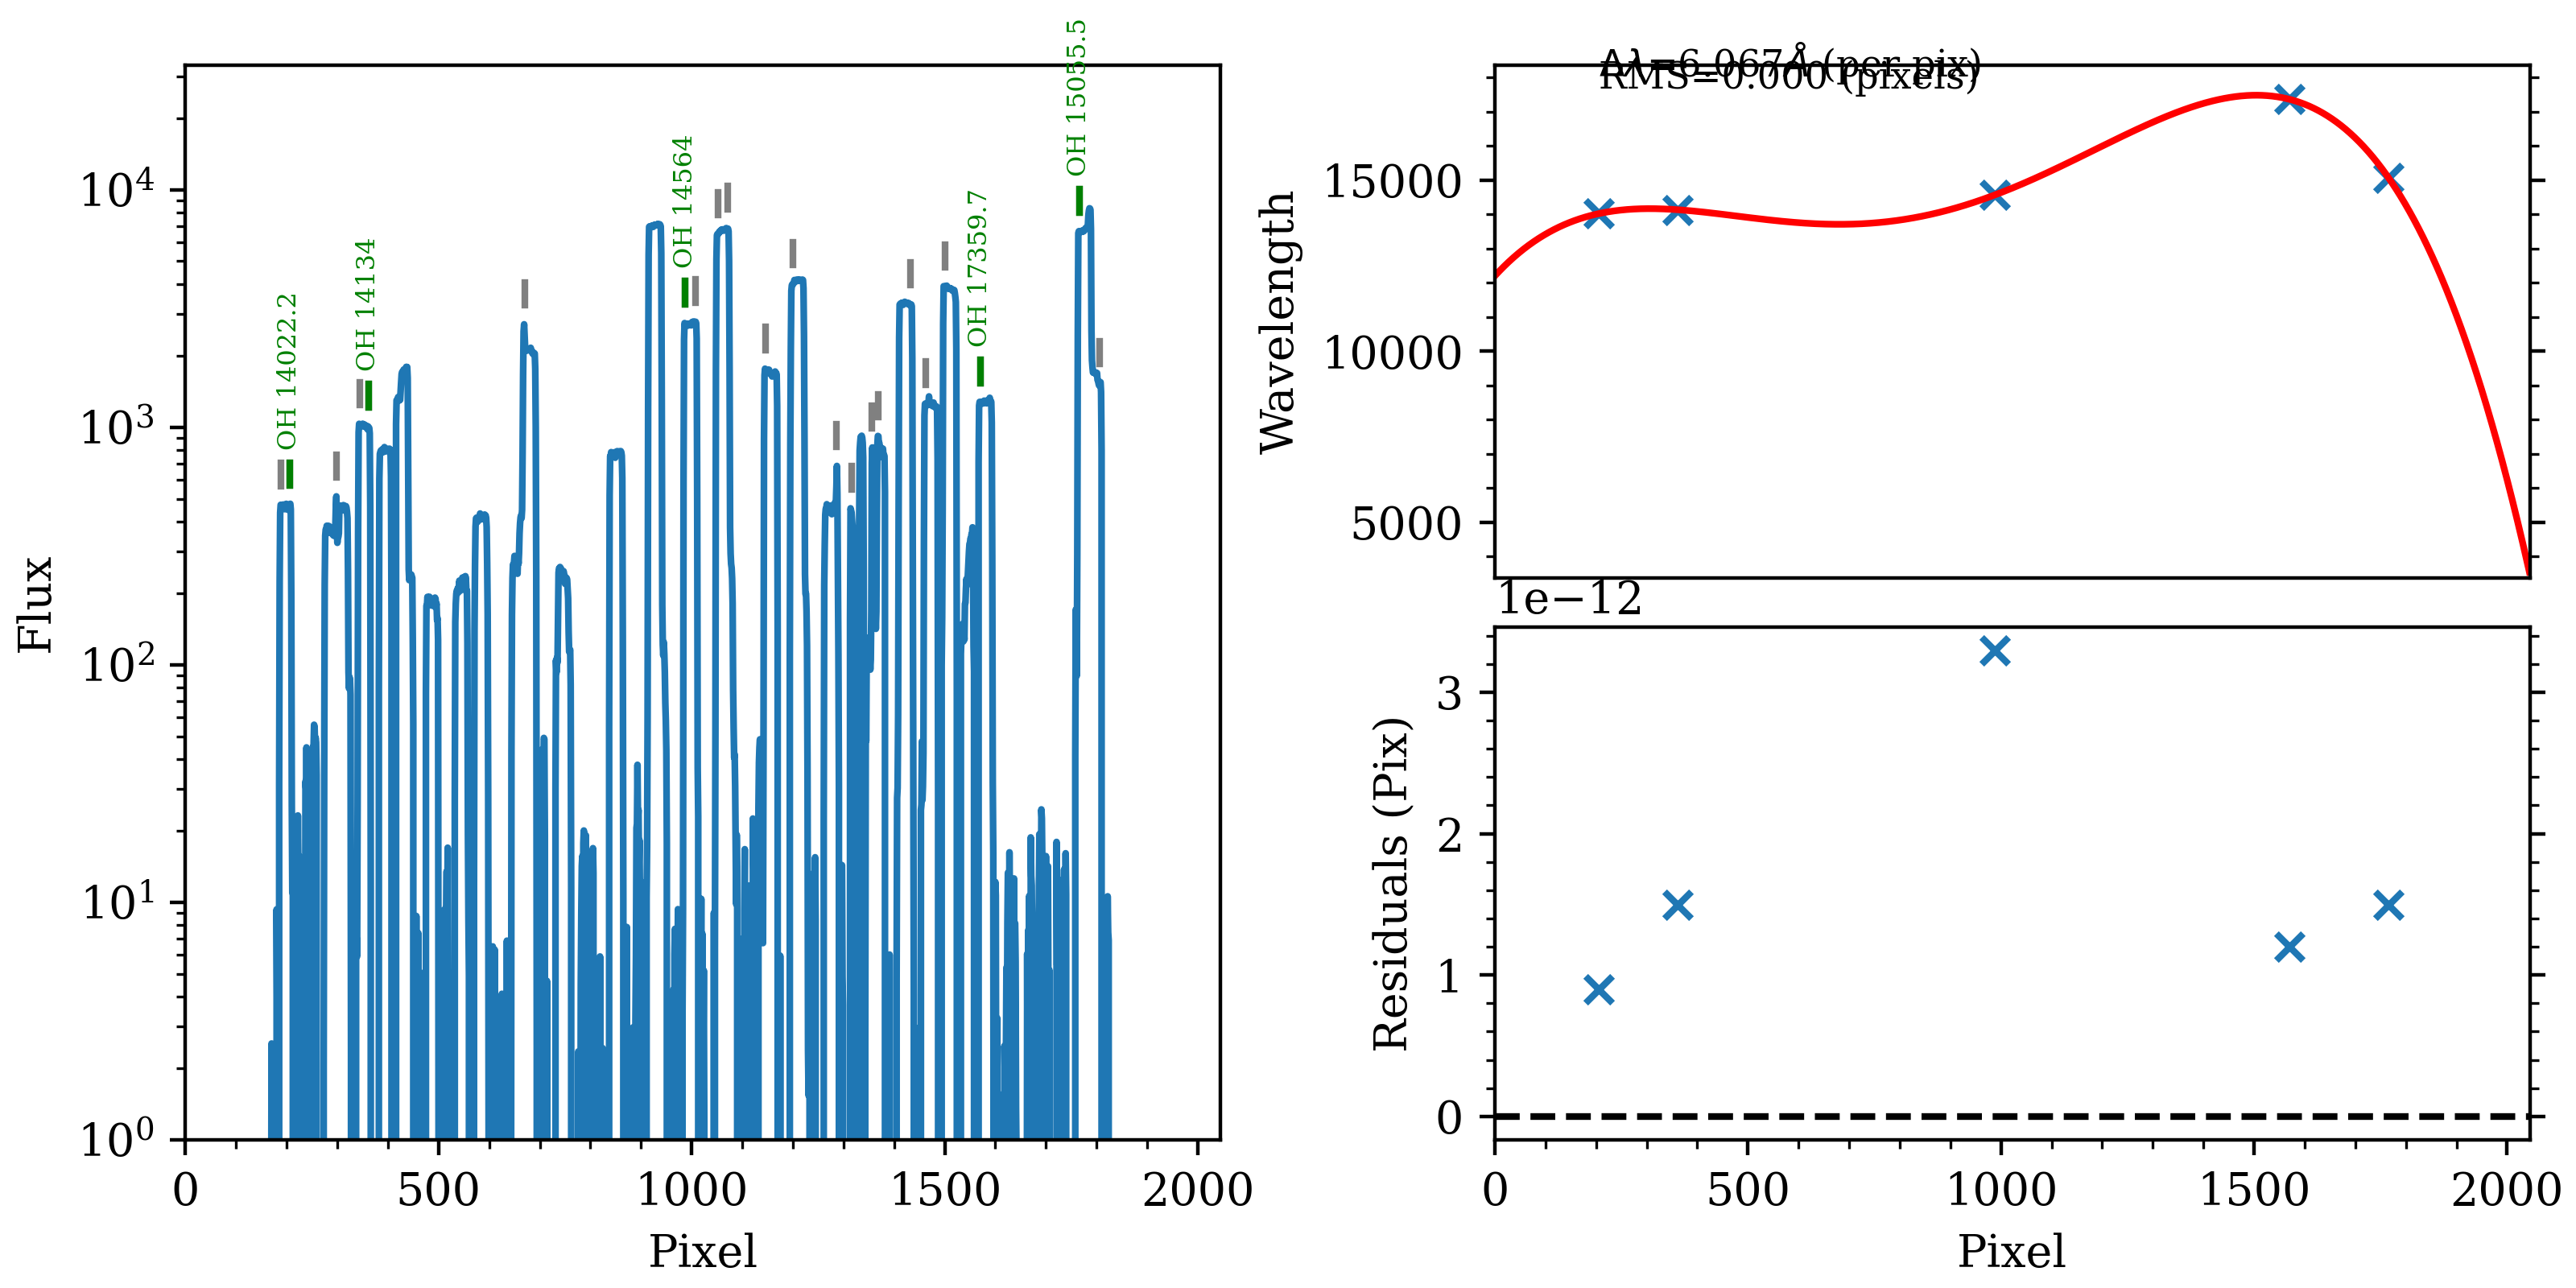 OH 14022.2
OH 14134
OH 14564
OH 17359.7
OH 15055.5
10⁴
10³
10²
10¹
10⁰
Flux
0
500
1000
1500
2000
Pixel
Δλ=6.067Å (per pix)
RMS=0.000 (pixels)
15000
10000
5000
Wavelength
1e−12
3
2
1
0
Residuals (Pix)
0
500
1000
1500
2000
Pixel